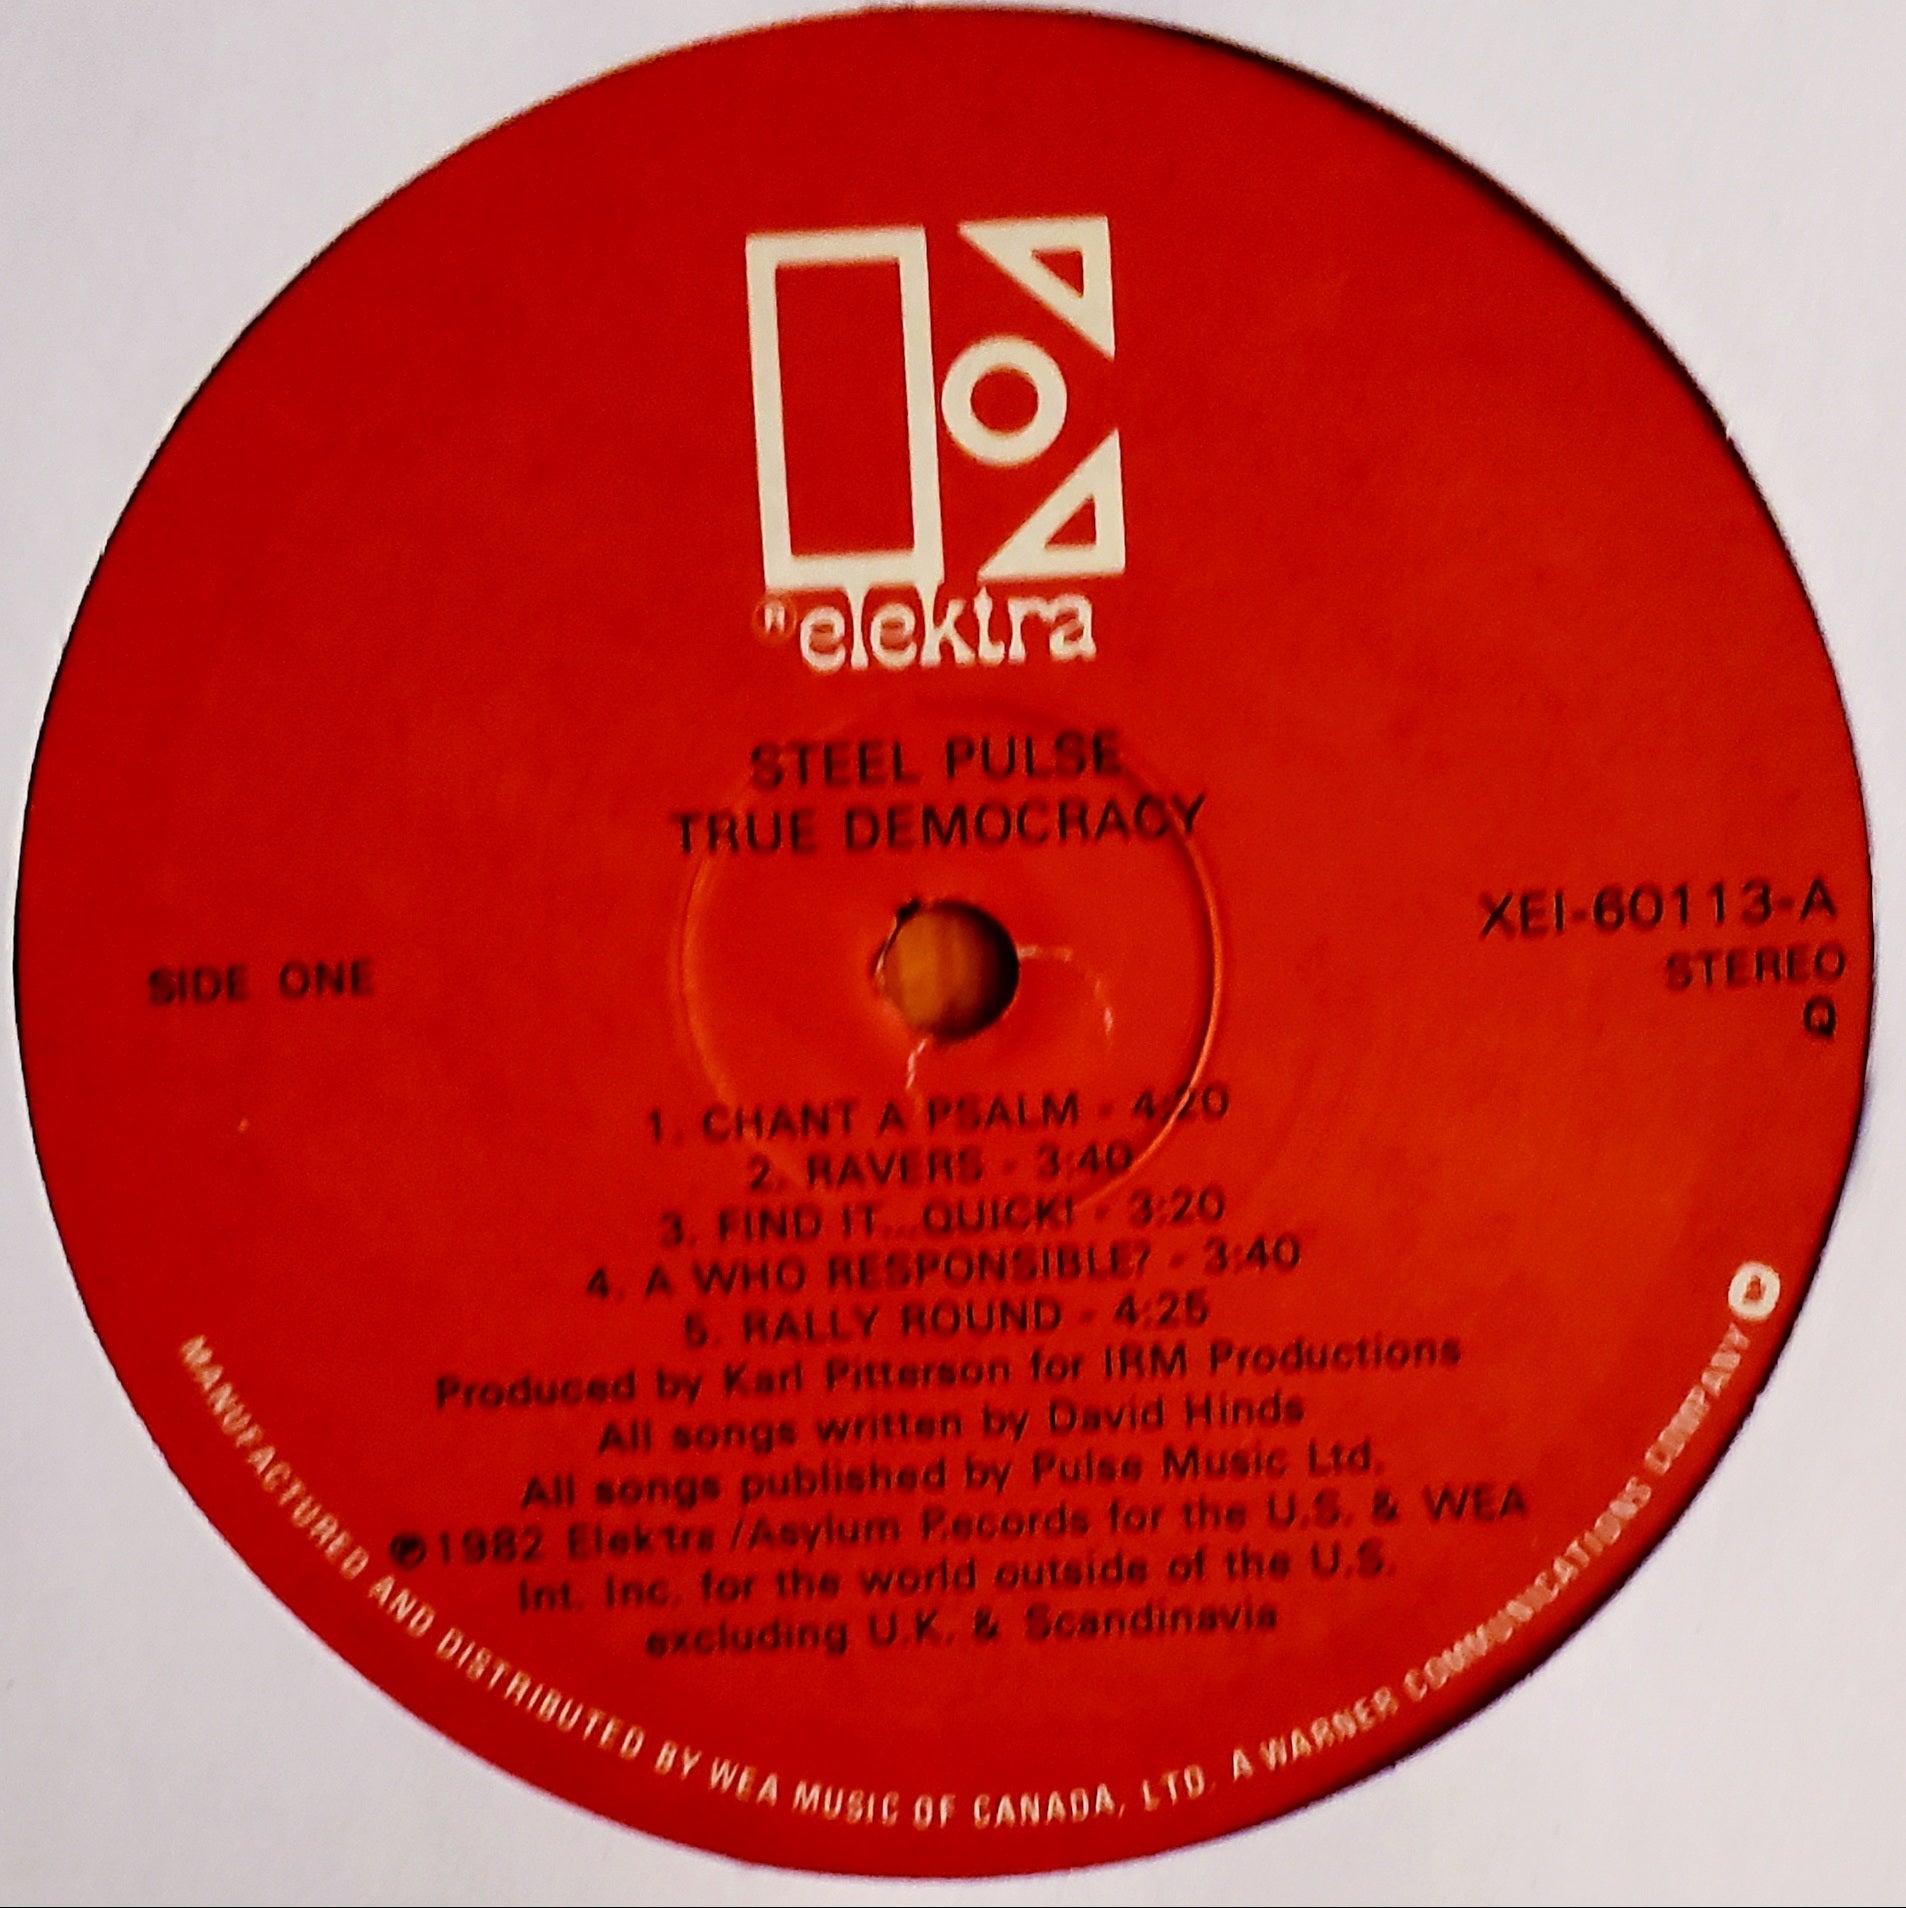 ® elektra
STEEL PULSE
TRUE DEMOCRACY
XEI-60113-A
SIDE ONE
STEREO
Q
1. CHANT A PSALM - 4:20
2. RAVERS - 3:40
3. FIND IT...QUICK! - 3:20
4. A WHO RESPONSIBLE? - 3:40
5. RALLY ROUND - 4:25
Produced by Karl Pitterson for IRM Productions
All songs written by David Hinds
All songs published by Pulse Music Ltd.
℗1982 Elektra/Asylum Records for the U.S. & WEA
Int. Inc. for the world outside of the U.S.
excluding U.K. & Scandinavia
MANUFACTURED AND DISTRIBUTED BY WEA MUSIC OF CANADA, LTD. A WARNER COMMUNICATIONS COMPANY